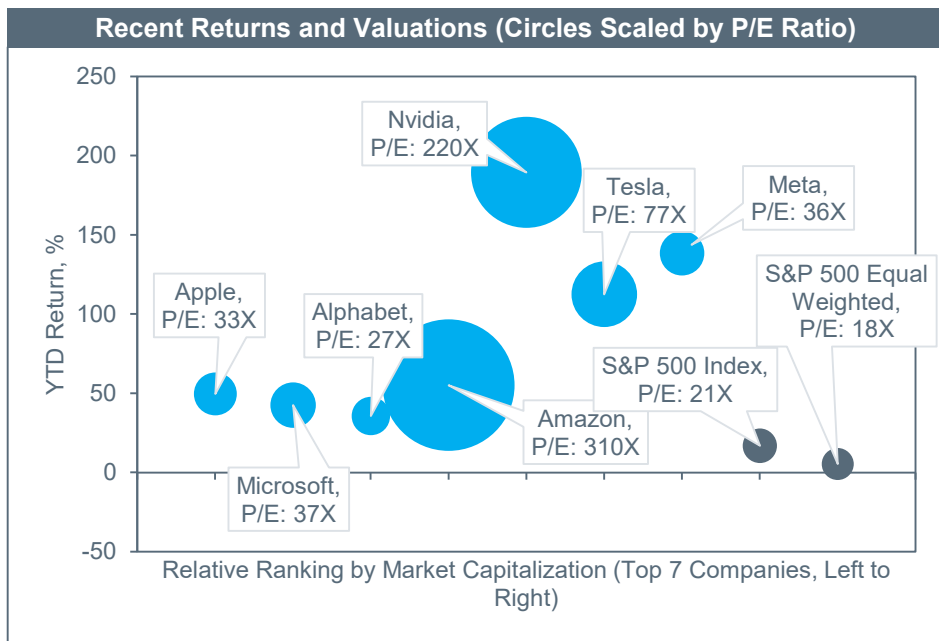 Recent Returns and Valuations (Circles Scaled by P/E Ratio)
YTD Return, %
250
200
150
100
50
0
-50
Nvidia,
P/E: 220X
Tesla,
P/E: 77X
Meta,
P/E: 36X
S&P 500 Equal
Weighted,
P/E: 18X
Apple,
P/E: 33X
Alphabet,
P/E: 27X
S&P 500 Index,
P/E: 21X
Amazon,
P/E: 310X
Microsoft,
P/E: 37X
Relative Ranking by Market Capitalization (Top 7 Companies, Left to
Right)